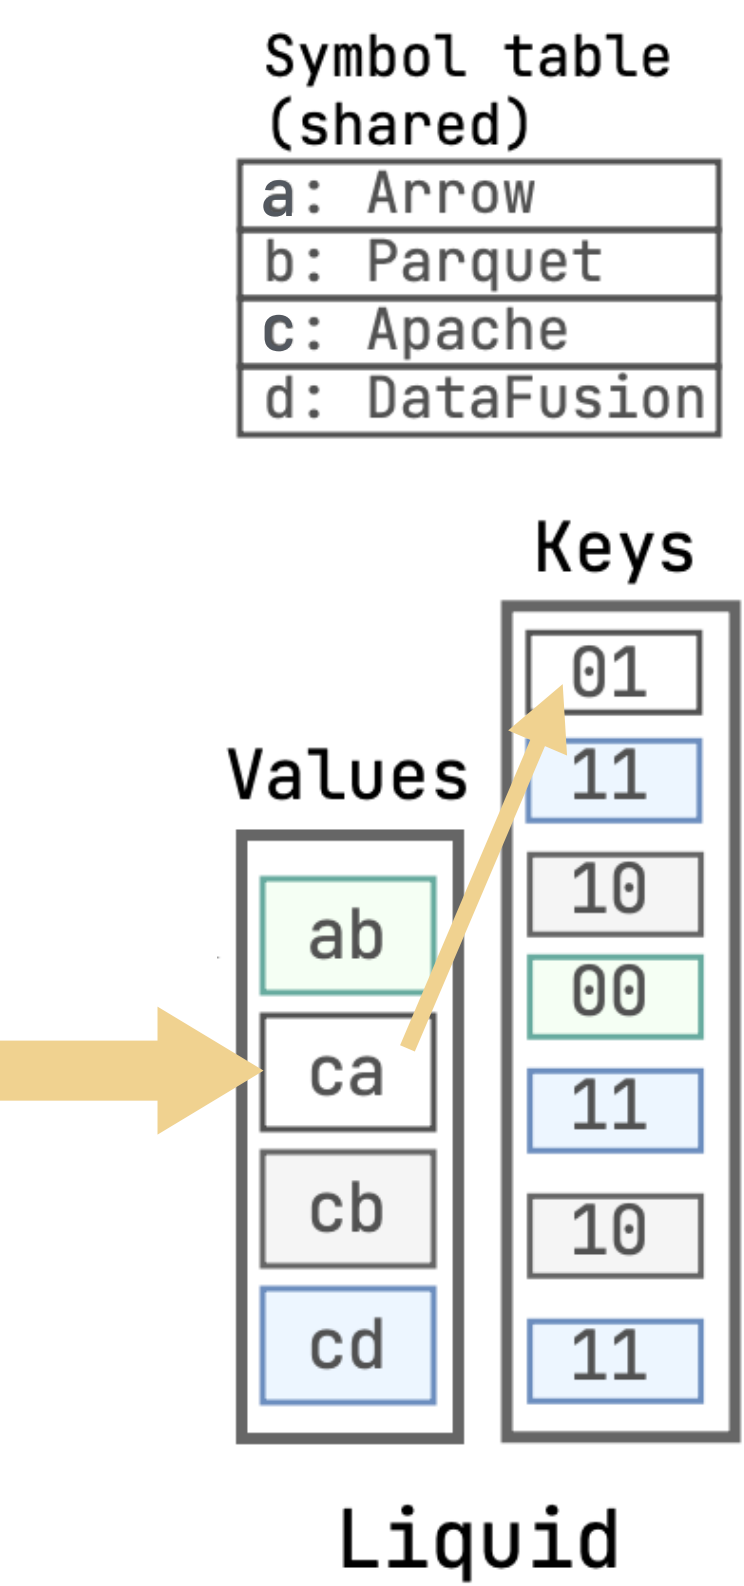 Symbol table
(shared)
a: Arrow
b: Parquet
c: Apache
d: DataFusion
Keys
01
11
10
00
11
10
11
Values
ab
ca
cb
cd
Liquid